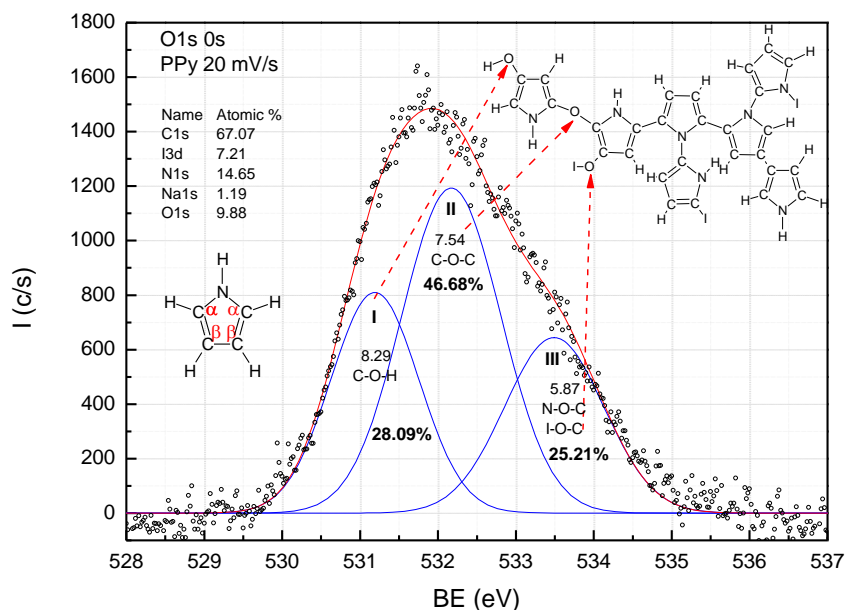 O1s 0s
PPy 20 mV/s
Name Atomic %
C1s 67.07
I3d 7.21
N1s 14.65
Na1s 1.19
O1s 9.88
I (c/s)
1800
1600
1400
1200
1000
800
600
400
200
0
528 529 530 531 532 533 534 535 536 537
BE (eV)
H
N
H C α α C H
β β
C C
H H
I
8.29
C-O-H
28.09%
II
7.54
C-O-C
46.68%
III
5.87
N-O-C
I-O-C
25.21%
H O H
H
N
H
O
H
N
I-O H
H H
N
H
N
H H I
H H
H
N
H I
N
H
H
H H
N
H